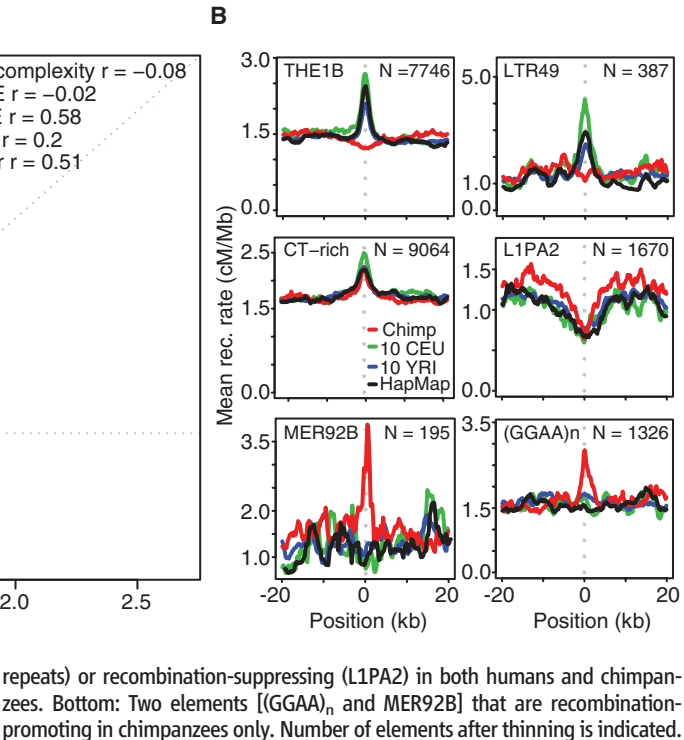 B
complexity r = −0.08
E r = −0.02
E r = 0.58
r = 0.2
r r = 0.51
2.0 2.5
Mean rec. rate (cM/Mb)
THE1B N =7746
3.0
1.5
0.0
LTR49 N = 387
5.0
1.0
0.0
CT−rich N = 9064
2.5
1.5
0.0
Chimp
10 CEU
10 YRI
HapMap
L1PA2 N = 1670
1.5
1.0
0.0
MER92B N = 195
3.5
2.0
1.0
-20 0 20
Position (kb)
(GGAA)n N = 1326
3.5
1.5
0.0
-20 0 20
Position (kb)
repeats) or recombination-suppressing (L1PA2) in both humans and chimpan-
zees. Bottom: Two elements [(GGAA)n and MER92B] that are recombination-
promoting in chimpanzees only. Number of elements after thinning is indicated.